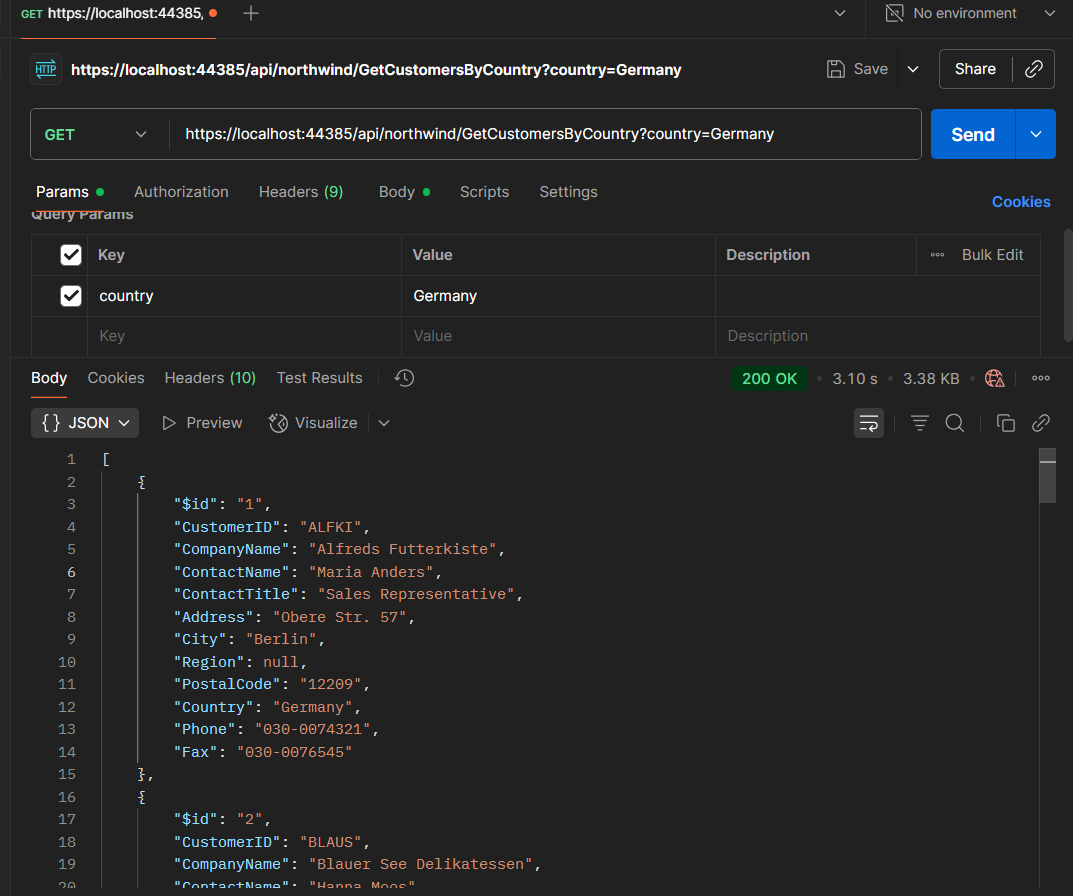 GET https://localhost:44385, No environment
HTTP https://localhost:44385/api/northwind/GetCustomersByCountry?country=Germany Save Share
GET https://localhost:44385/api/northwind/GetCustomersByCountry?country=Germany Send
Params Authorization Headers (9) Body Scripts Settings Cookies
Query Params
Key Value Description Bulk Edit
country Germany
Key Value Description
Body Cookies Headers (10) Test Results 200 OK • 3.10 s • 3.38 KB •
{} JSON Preview Visualize
1 [
2 {
3 "$id": "1",
4 "CustomerID": "ALFKI",
5 "CompanyName": "Alfreds Futterkiste",
6 "ContactName": "Maria Anders",
7 "ContactTitle": "Sales Representative",
8 "Address": "Obere Str. 57",
9 "City": "Berlin",
10 "Region": null,
11 "PostalCode": "12209",
12 "Country": "Germany",
13 "Phone": "030-0074321",
14 "Fax": "030-0076545"
15 },
16 {
17 "$id": "2",
18 "CustomerID": "BLAUS",
19 "CompanyName": "Blauer See Delikatessen",
20 "ContactName": "Hanna Moos"